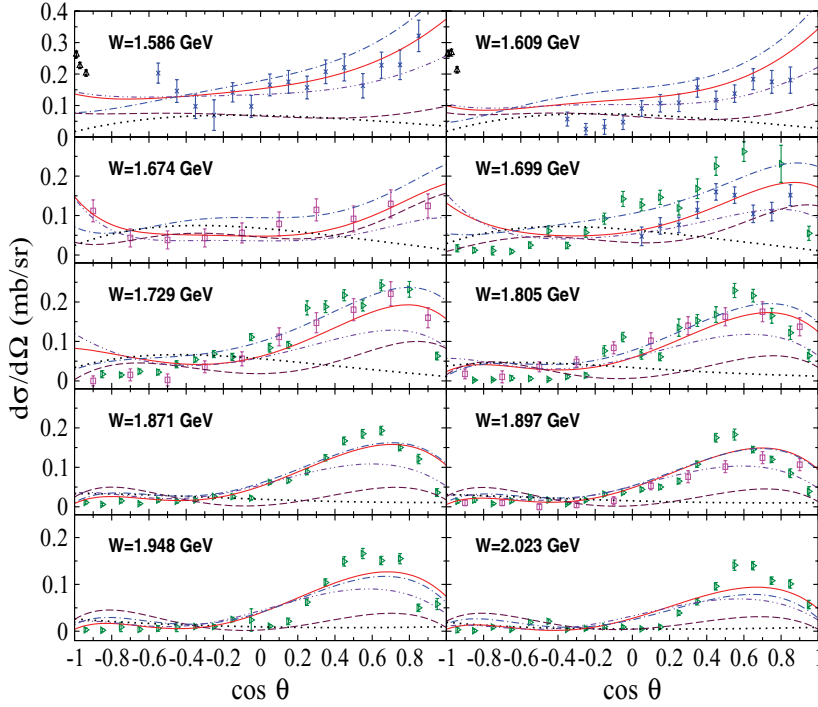 0.4
0.3
0.2
0.1
0
W=1.586 GeV
W=1.609 GeV
0.2
0.1
0
W=1.674 GeV
W=1.699 GeV
0.2
0.1
0
W=1.729 GeV
W=1.805 GeV
0.2
0.1
0
W=1.871 GeV
W=1.897 GeV
0.1
0
W=1.948 GeV
W=2.023 GeV
dσ/dΩ (mb/sr)
-1 -0.8 -0.6 -0.4 -0.2 0 0.2 0.4 0.6 0.8
-1 -0.8 -0.6 -0.4 -0.2 0 0.2 0.4 0.6 0.8 1
cos θ
cos θ